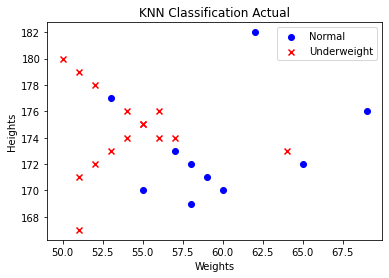 KNN Classification Actual
Normal
Underweight
Heights
182
180
178
176
174
172
170
168
50.0 52.5 55.0 57.5 60.0 62.5 65.0 67.5
Weights